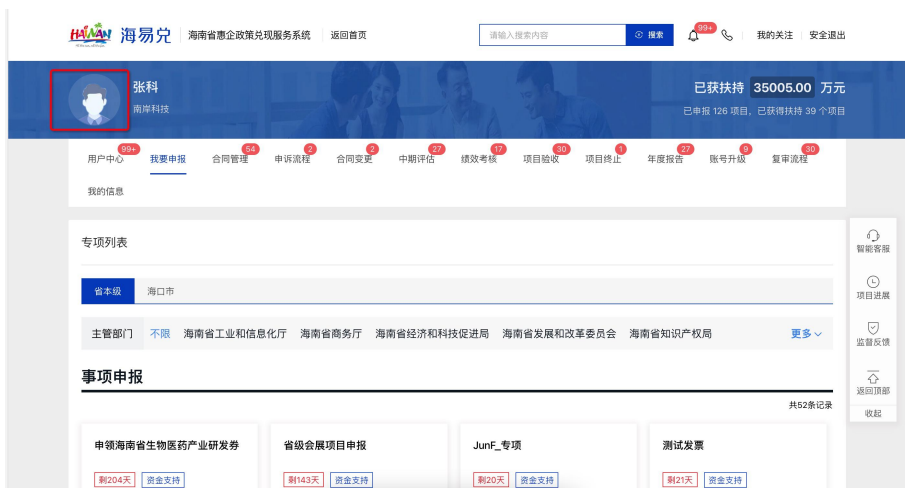 HAINAN 海易兑 海南省惠企政策兑现服务系统 返回首页 请输入搜索内容 搜索 99+ 我的关注 安全退出
张科
南岸科技
已获扶持 35005.00 万元
已申报 126 项目，已获得扶持 39 个项目
用户中心 99+ 我要申报 合同管理 54 申诉流程 2 合同变更 2 中期评估 27 绩效考核 17 项目验收 30 项目终止 1 年度报告 27 账号升级 9 复审流程 30
我的信息
专项列表
省本级 海口市
主管部门 不限 海南省工业和信息化厅 海南省商务厅 海南省经济和科技促进局 海南省发展和改革委员会 海南省知识产权局 更多
事项申报
共52条记录
申领海南省生物医药产业研发券 省级会展项目申报 JunF_专项 测试发票
剩204天 资金支持 剩143天 资金支持 剩20天 资金支持 剩21天 资金支持
智能客服
项目进展
监督反馈
返回顶部
收起